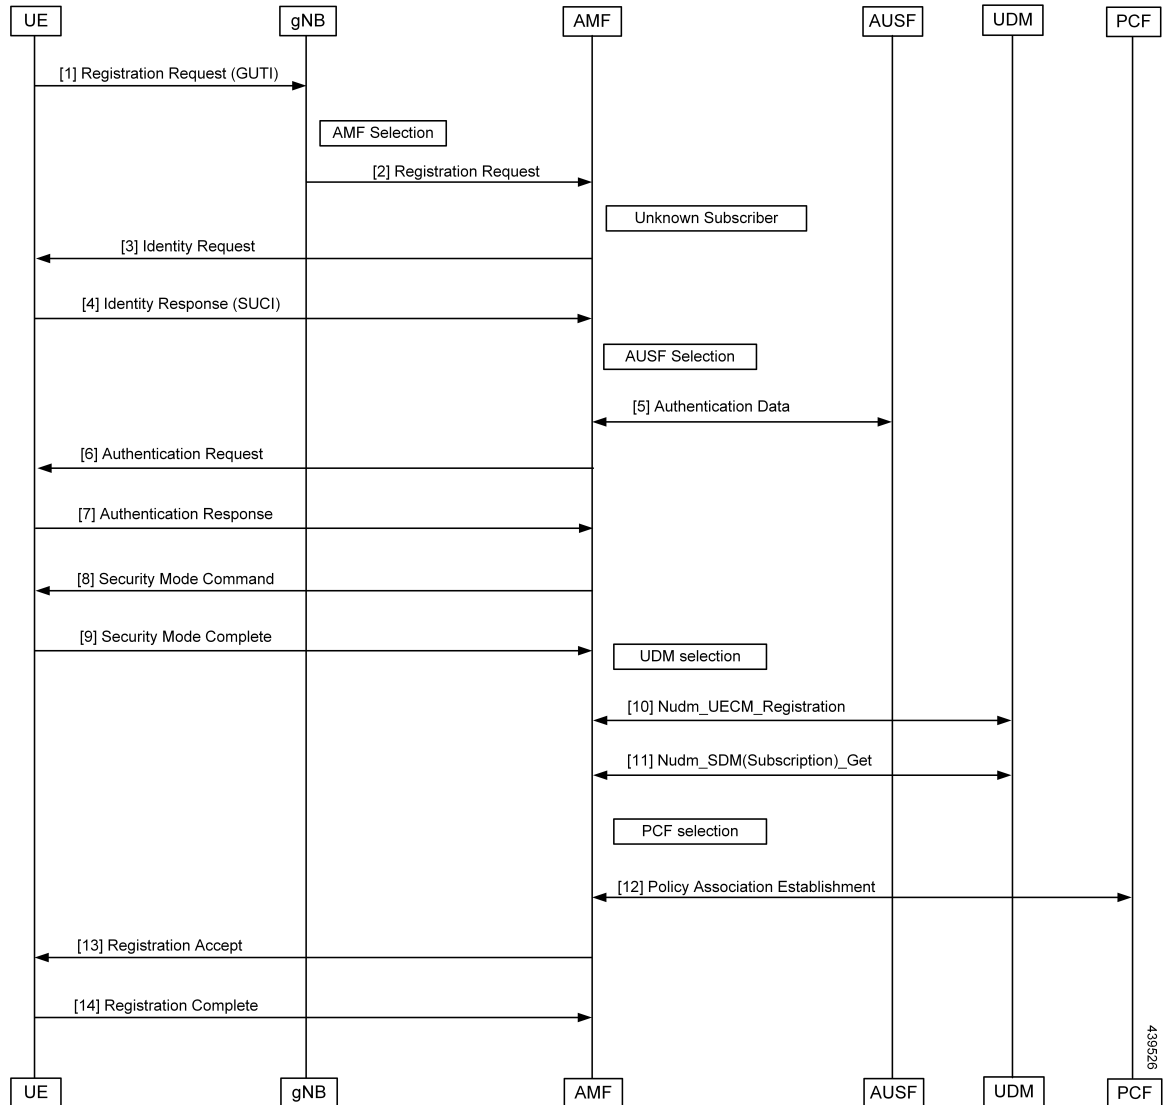 UE gNB AMF AUSF UDM PCF
[1] Registration Request (GUTI)
AMF Selection
[2] Registration Request
Unknown Subscriber
[3] Identity Request
[4] Identity Response (SUCI)
AUSF Selection
[5] Authentication Data
[6] Authentication Request
[7] Authentication Response
[8] Security Mode Command
[9] Security Mode Complete
UDM selection
[10] Nudm_UECM_Registration
[11] Nudm_SDM(Subscription)_Get
PCF selection
[12] Policy Association Establishment
[13] Registration Accept
[14] Registration Complete
439526
UE gNB AMF AUSF UDM PCF